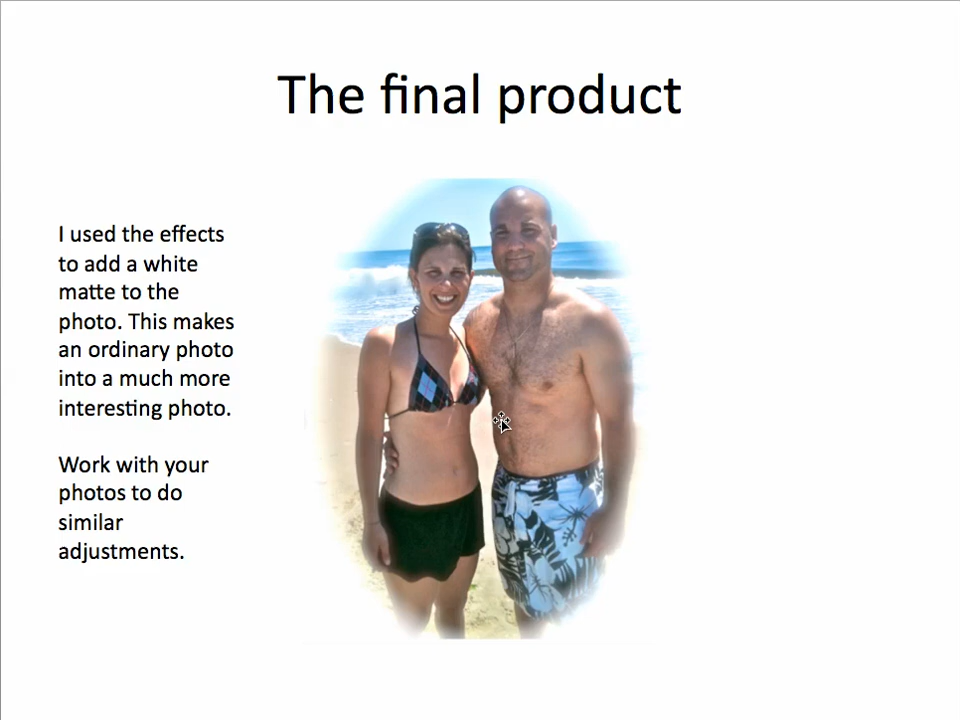 The final product
I used the effects
to add a white
matte to the
photo. This makes
an ordinary photo
into a much more
interesting photo.
Work with your
photos to do
similar
adjustments.